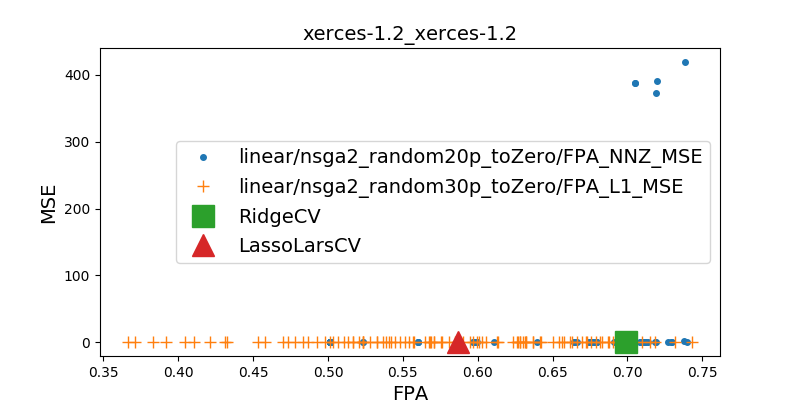 xerces-1.2_xerces-1.2
MSE
400
300
200
100
0
linear/nsga2_random20p_toZero/FPA_NNZ_MSE
linear/nsga2_random30p_toZero/FPA_L1_MSE
RidgeCV
LassoLarsCV
0.35 0.40 0.45 0.50 0.55 0.60 0.65 0.70 0.75
FPA